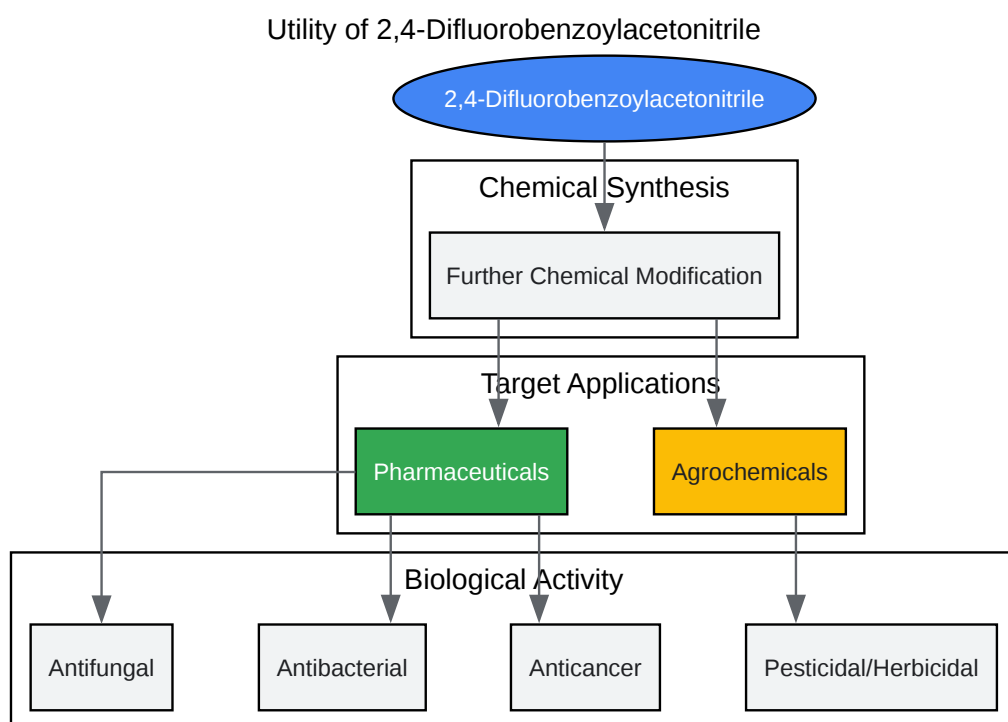 Utility of 2,4-Difluorobenzoylacetonitrile
2,4-Difluorobenzoylacetonitrile
Chemical Synthesis
Further Chemical Modification
Target Applications
Pharmaceuticals
Agrochemicals
Biological Activity
Antifungal
Antibacterial
Anticancer
Pesticidal/Herbicidal